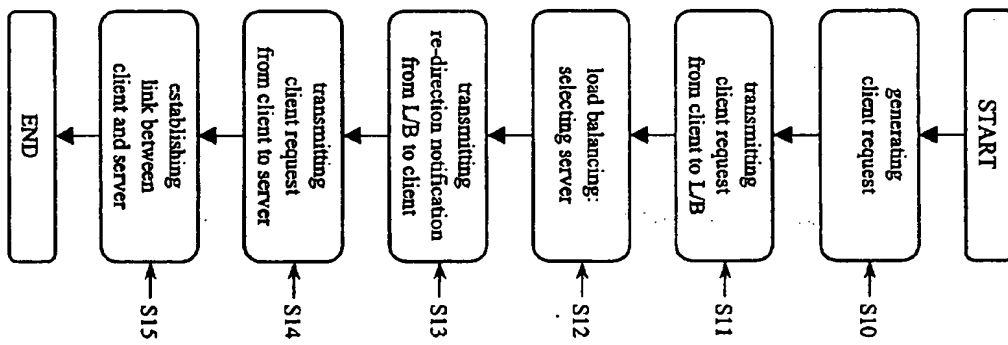 START
generating
client request
S10
transmitting
client request
from client to L/B
S11
load balancing:
selecting server
S12
transmitting
re-direction notification
from L/B to client
S13
transmitting
client request
from client to server
S14
establishing
link between
client and server
S15
END